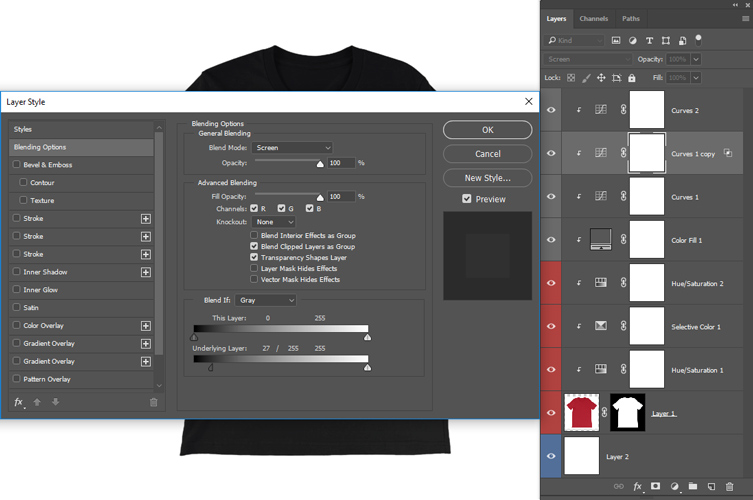 Layers
Channels
Paths
Kind
Screen
Opacity: 100%
Lock:
Fill: 100%
Curves 2
Curves 1 copy
Curves 1
Color Fill 1
Hue/Saturation 2
Selective Color 1
Hue/Saturation 1
Layer 1
Layer 2
fx
Layer Style
Styles
Blending Options
Bevel & Emboss
Contour
Texture
Stroke
Stroke
Stroke
Inner Shadow
Inner Glow
Satin
Color Overlay
Gradient Overlay
Gradient Overlay
Pattern Overlay
fx
Blending Options
General Blending
Blend Mode: Screen
Opacity: 100 %
Advanced Blending
Fill Opacity: 100 %
Channels: R G B
Knockout: None
Blend Interior Effects as Group
Blend Clipped Layers as Group
Transparency Shapes Layer
Layer Mask Hides Effects
Vector Mask Hides Effects
Blend If: Gray
This Layer: 0 255
Underlying Layer: 27 / 255 255
OK
Cancel
New Style...
Preview